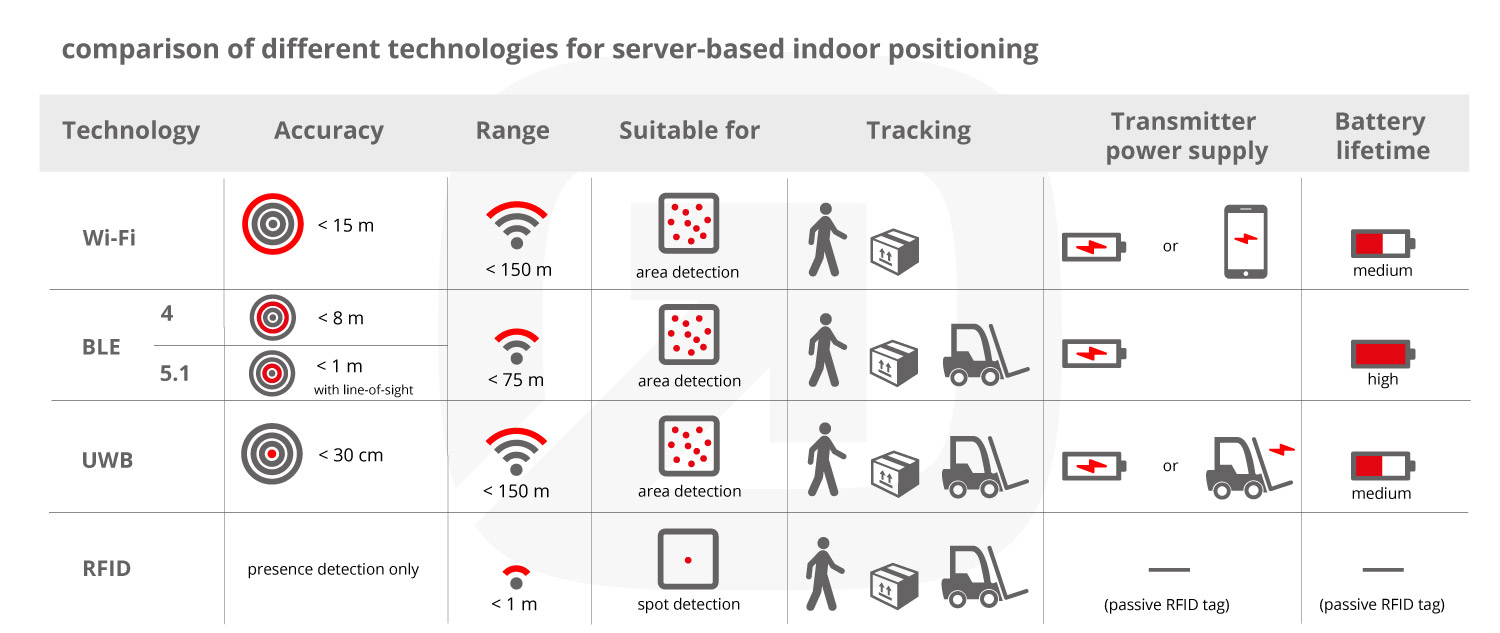 comparison of different technologies for server-based indoor positioning
Technology
Accuracy
Range
Suitable for
Tracking
Transmitter
power supply
Battery
lifetime
Wi-Fi
< 15 m
< 150 m
area detection
or
medium
BLE
4
< 8 m
5.1
< 1 m
with line-of-sight
< 75 m
area detection
high
UWB
< 30 cm
< 150 m
area detection
or
medium
RFID
presence detection only
< 1 m
spot detection
(passive RFID tag)
(passive RFID tag)